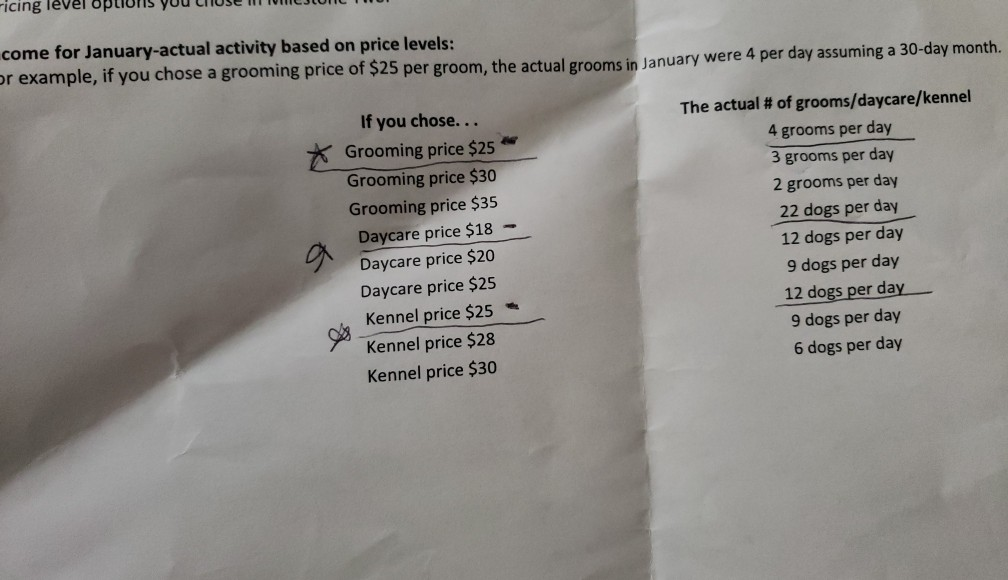 ricing level options you chose in Milestone Two.
come for January-actual activity based on price levels:
or example, if you chose a grooming price of $25 per groom, the actual grooms in January were 4 per day assuming a 30-day month.
If you chose. . .
The actual # of grooms/daycare/kennel
Grooming price $25
4 grooms per day
Grooming price $30
3 grooms per day
Grooming price $35
2 grooms per day
Daycare price $18
22 dogs per day
Daycare price $20
12 dogs per day
Daycare price $25
9 dogs per day
Kennel price $25
12 dogs per day
Kennel price $28
9 dogs per day
Kennel price $30
6 dogs per day